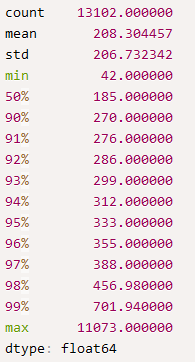 count 13102.000000
mean 208.304457
std 206.732342
min 42.000000
50% 185.000000
90% 270.000000
91% 276.000000
92% 286.000000
93% 299.000000
94% 312.000000
95% 333.000000
96% 355.000000
97% 388.000000
98% 456.980000
99% 701.940000
max 11073.000000
dtype: float64